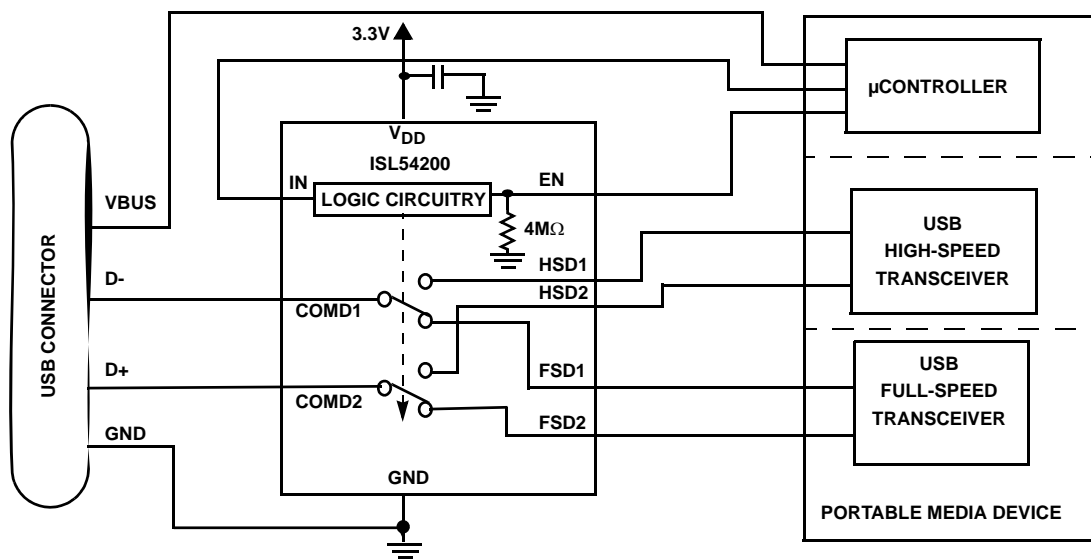 3.3V
µCONTROLLER
VDD
ISL54200
IN
LOGIC CIRCUITRY
EN
4MΩ
VBUS
USB CONNECTOR
D-
COMD1
HSD1
HSD2
USB
HIGH-SPEED
TRANSCEIVER
D+
COMD2
FSD1
FSD2
USB
FULL-SPEED
TRANSCEIVER
GND
GND
PORTABLE MEDIA DEVICE